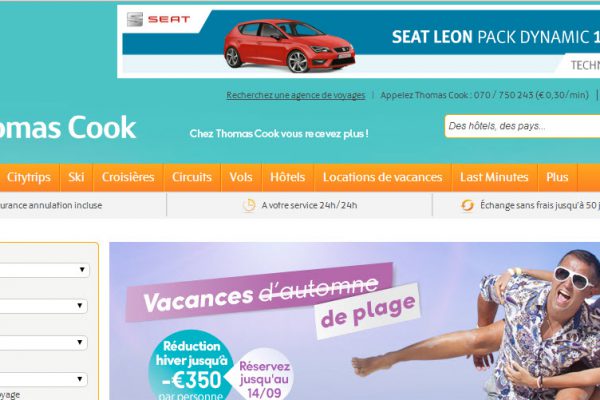 SEAT
SEAT LEON PACK DYNAMIC 1
TECHN
Recherchez une agence de voyages | Appelez Thomas Cook : 070 / 750 243 (€ 0,30/min) |
omas Cook
Chez Thomas Cook vous recevez plus !
Des hôtels, des pays...
Citytrips Ski Croisières Circuits Vols Hôtels Locations de vacances Last Minutes Plus
urance annulation incluse
A votre service 24h/24h
Échange sans frais jusqu'à 50 j
Vacances d'automne
de plage
Réduction
hiver jusqu'à
-€350
par personne
Réservez
jusqu'au
14/09
oyage